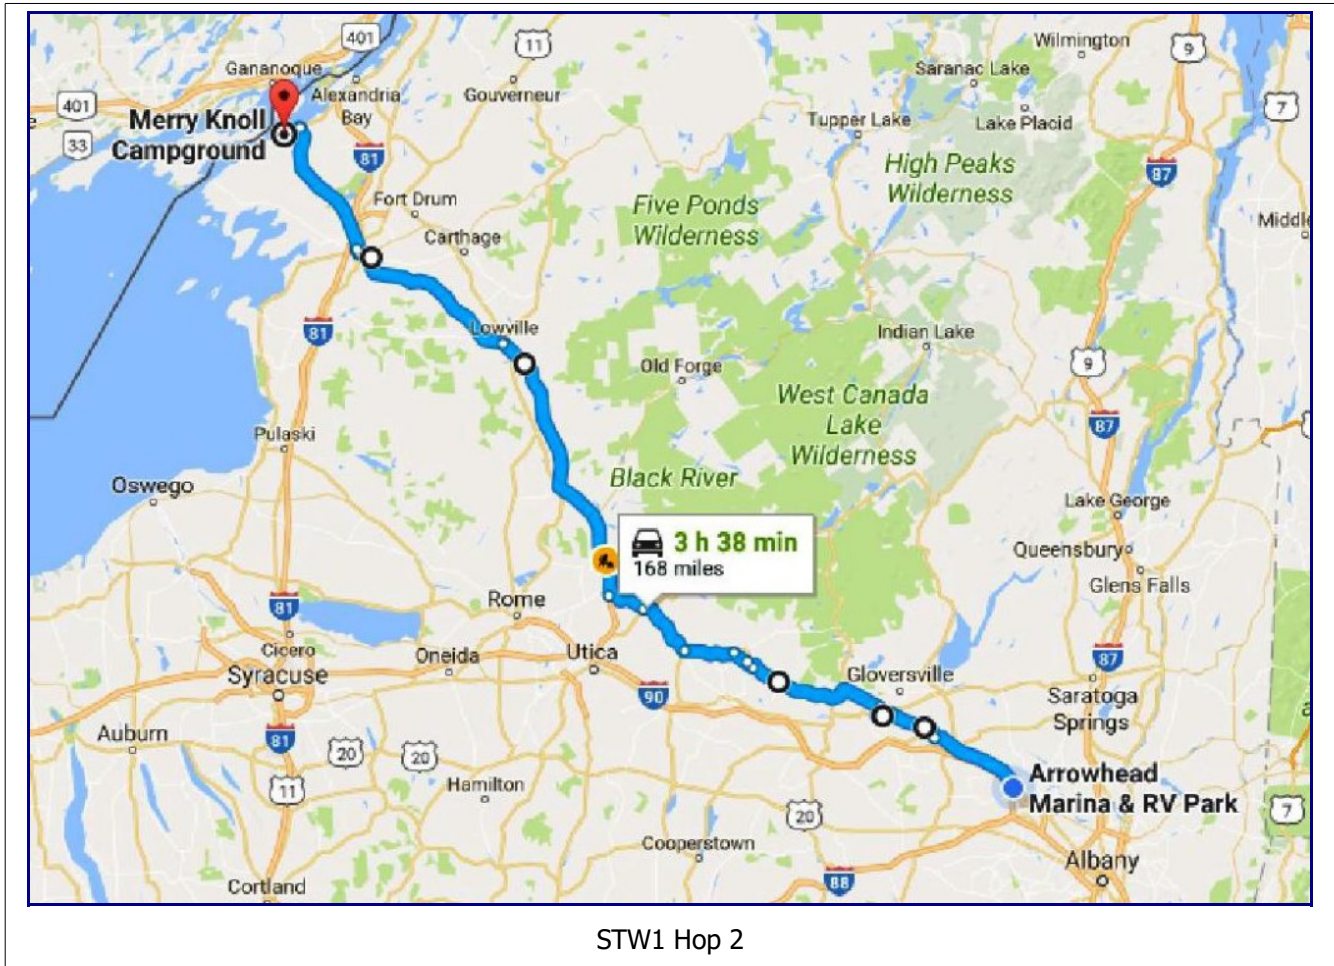 401
11
Wilmington
9
Gananoque
Saranac Lake
401
Alexandria
Bay
Gouverneur
7
Merry Knoll
Campground
33
Tupper Lake
Lake Placid
81
High Peaks
Wilderness
87
Fort Drum
Five Ponds
Wilderness
Middle
Carthage
81
Lowville
Indian Lake
Old Forge
9
West Canada
Lake
Wilderness
87
Pulaski
Black River
Oswego
Lake George
3 h 38 min
168 miles
Queensbury
Glens Falls
81
Rome
Cicero
Oneida
Utica
87
Syracuse
90
Gloversville
Saratoga
Springs
Auburn
81
20
20
Hamilton
11
Arrowhead
Marina & RV Park
20
7
Cooperstown
Albany
88
Cortland
STW1 Hop 2